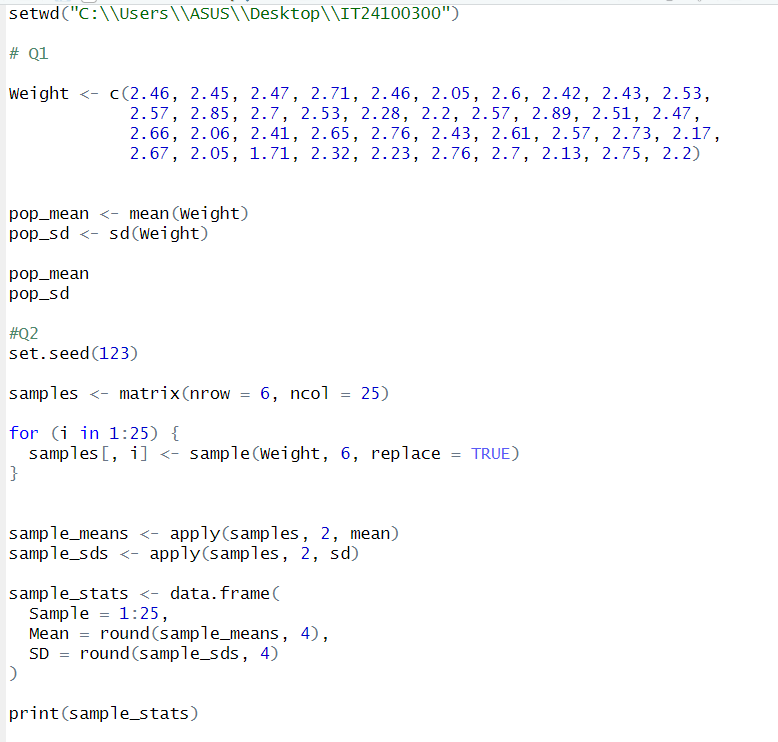 setwd("C:\\Users\\ASUS\\Desktop\\IT24100300")
# Q1
Weight <- c(2.46, 2.45, 2.47, 2.71, 2.46, 2.05, 2.6, 2.42, 2.43, 2.53,
2.57, 2.85, 2.7, 2.53, 2.28, 2.2, 2.57, 2.89, 2.51, 2.47,
2.66, 2.06, 2.41, 2.65, 2.76, 2.43, 2.61, 2.57, 2.73, 2.17,
2.67, 2.05, 1.71, 2.32, 2.23, 2.76, 2.7, 2.13, 2.75, 2.2)
pop_mean <- mean(Weight)
pop_sd <- sd(Weight)
pop_mean
pop_sd
#Q2
set.seed(123)
samples <- matrix(nrow = 6, ncol = 25)
for (i in 1:25) {
samples[, i] <- sample(Weight, 6, replace = TRUE)
}
sample_means <- apply(samples, 2, mean)
sample_sds <- apply(samples, 2, sd)
sample_stats <- data.frame(
Sample = 1:25,
Mean = round(sample_means, 4),
SD = round(sample_sds, 4)
)
print(sample_stats)